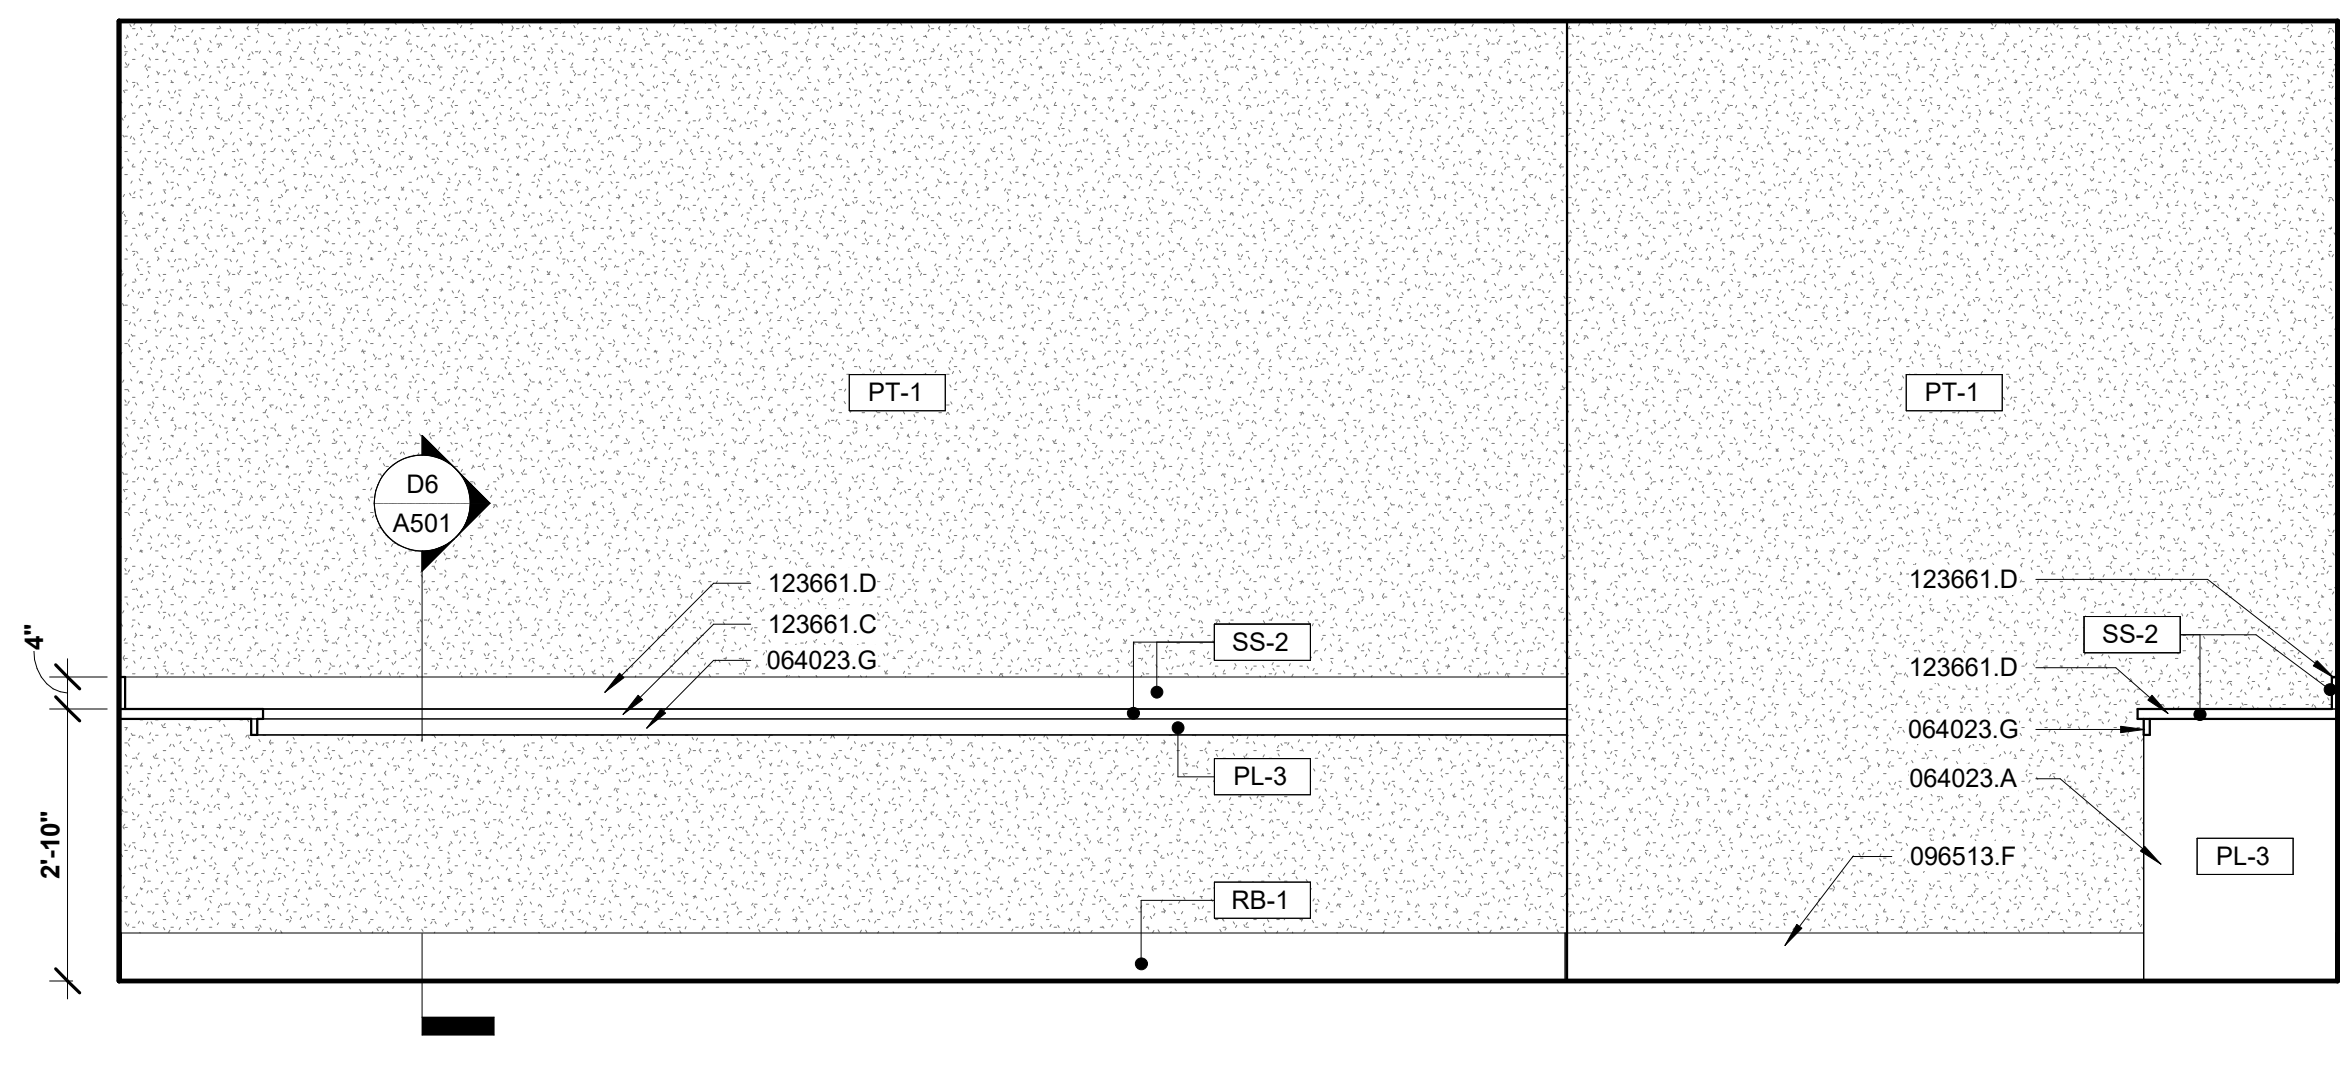 PT-1
PT-1
D6
A501
123661.D
123661.C
064023.G
SS-2
PL-3
RB-1
123661.D
SS-2
123661.D
064023.G
064023.A
096513.F
PL-3
4"
2'-10"